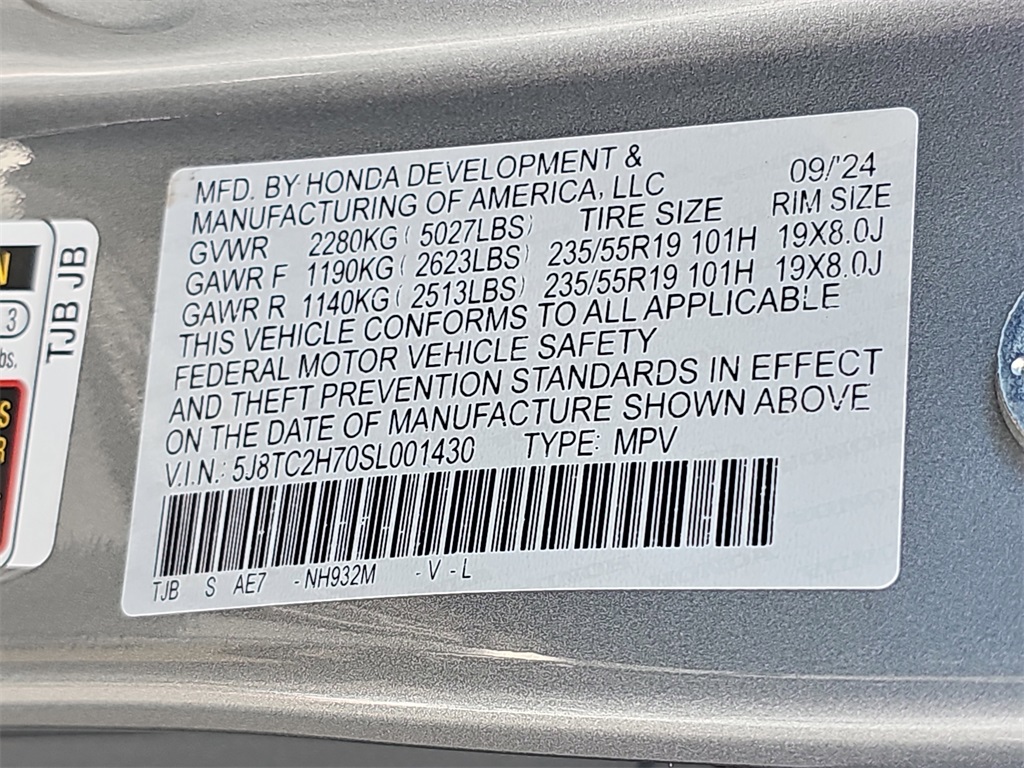 MFD. BY HONDA DEVELOPMENT & 09/'24
MANUFACTURING OF AMERICA, LLC
GVWR 2280KG ( 5027LBS) TIRE SIZE RIM SIZE
GAWR F 1190KG ( 2623LBS) 235/55R19 101H 19X8.0J
GAWR R 1140KG ( 2513LBS) 235/55R19 101H 19X8.0J
THIS VEHICLE CONFORMS TO ALL APPLICABLE
FEDERAL MOTOR VEHICLE SAFETY
AND THEFT PREVENTION STANDARDS IN EFFECT
ON THE DATE OF MANUFACTURE SHOWN ABOVE
V.I.N.: 5J8TC2H70SL001430 TYPE: MPV
TJB S AE7 -NH932M -V-L
TJB JB
N
3
bs.
S
R